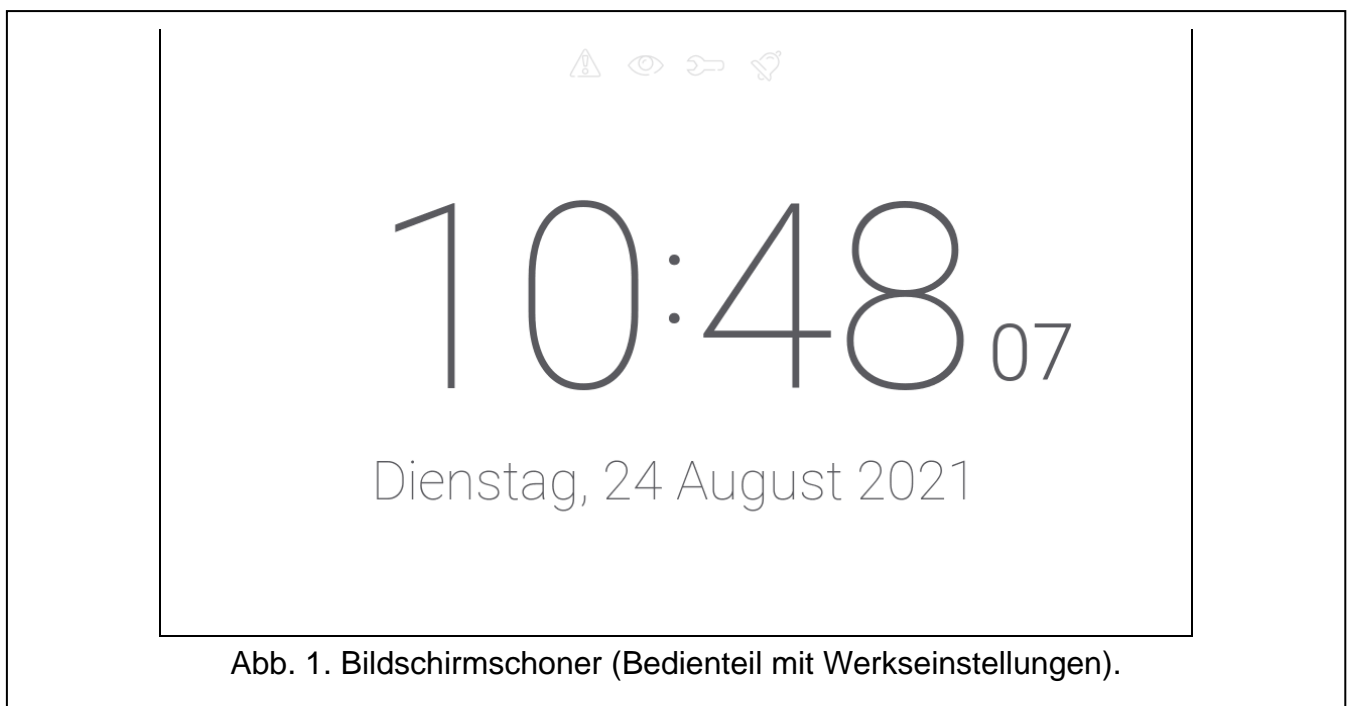 10:48 07
Dienstag, 24 August 2021
Abb. 1. Bildschirmschoner (Bedienteil mit Werkseinstellungen).